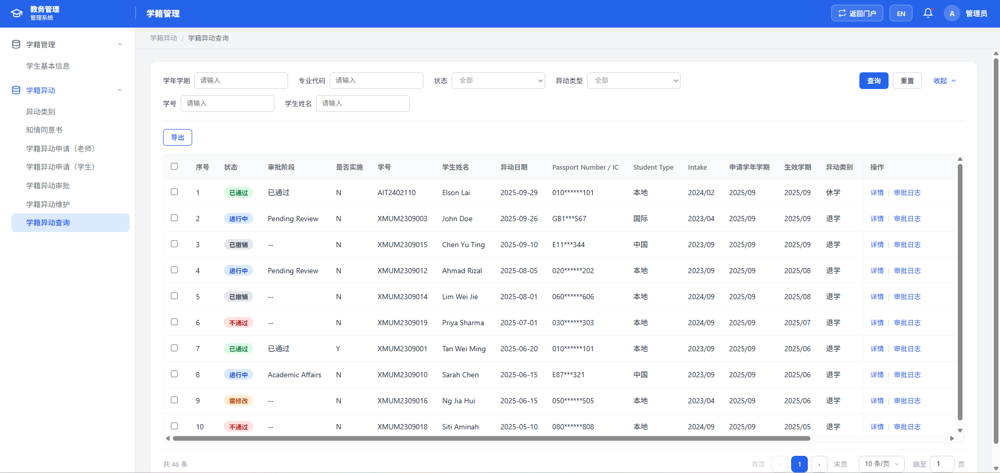 教务管理
管理系统
学籍管理
返回门户
EN
A
管理员
学籍管理
学生基本信息
学籍异动
异动类别
知情同意书
学籍异动申请（老师）
学籍异动申请（学生）
学籍异动审批
学籍异动维护
学籍异动查询
学籍异动 / 学籍异动查询
学年学期 请输入 专业代码 请输入 状态 全部 异动类型 全部 查询 重置 收起
学号 请输入 学生姓名 请输入
导出
序号 状态 审批阶段 是否实施 学号 学生姓名 异动日期 Passport Number / IC Student Type Intake 申请学年学期 生效学期 异动类别 操作
1 已通过 已通过 N AIT2402110 Elson Lai 2025-09-29 010******101 本地 2024/02 2025/09 2025/09 休学 详情 | 审批日志
2 进行中 Pending Review N XMUM2309003 John Doe 2025-09-26 GB1***567 国际 2023/04 2025/09 2025/09 退学 详情 | 审批日志
3 已撤销 -- N XMUM2309015 Chen Yu Ting 2025-09-10 E11***344 中国 2023/09 2025/09 2025/09 退学 详情 | 审批日志
4 进行中 Pending Review N XMUM2309012 Ahmad Rizal 2025-08-05 020******202 本地 2023/09 2025/09 2025/08 退学 详情 | 审批日志
5 已撤销 -- N XMUM2309014 Lim Wei Jie 2025-08-01 060******606 本地 2024/09 2025/09 2025/08 退学 详情 | 审批日志
6 不通过 -- N XMUM2309019 Priya Sharma 2025-07-01 030******303 本地 2024/09 2025/09 2025/07 退学 详情 | 审批日志
7 已通过 已通过 Y XMUM2309001 Tan Wei Ming 2025-06-20 010******101 本地 2023/09 2025/09 2025/06 退学 详情 | 审批日志
8 进行中 Academic Affairs N XMUM2309010 Sarah Chen 2025-06-15 E87***321 中国 2023/09 2025/09 2025/06 退学 详情 | 审批日志
9 需修改 -- N XMUM2309016 Ng Jia Hui 2025-06-15 050******505 本地 2023/04 2025/09 2025/06 退学 详情 | 审批日志
10 不通过 -- N XMUM2309018 Siti Aminah 2025-05-10 080******808 本地 2024/09 2025/09 2025/05 退学 详情 | 审批日志
共 46 条 首页 ‹ 1 › 末页 10 条/页 跳至 1 页